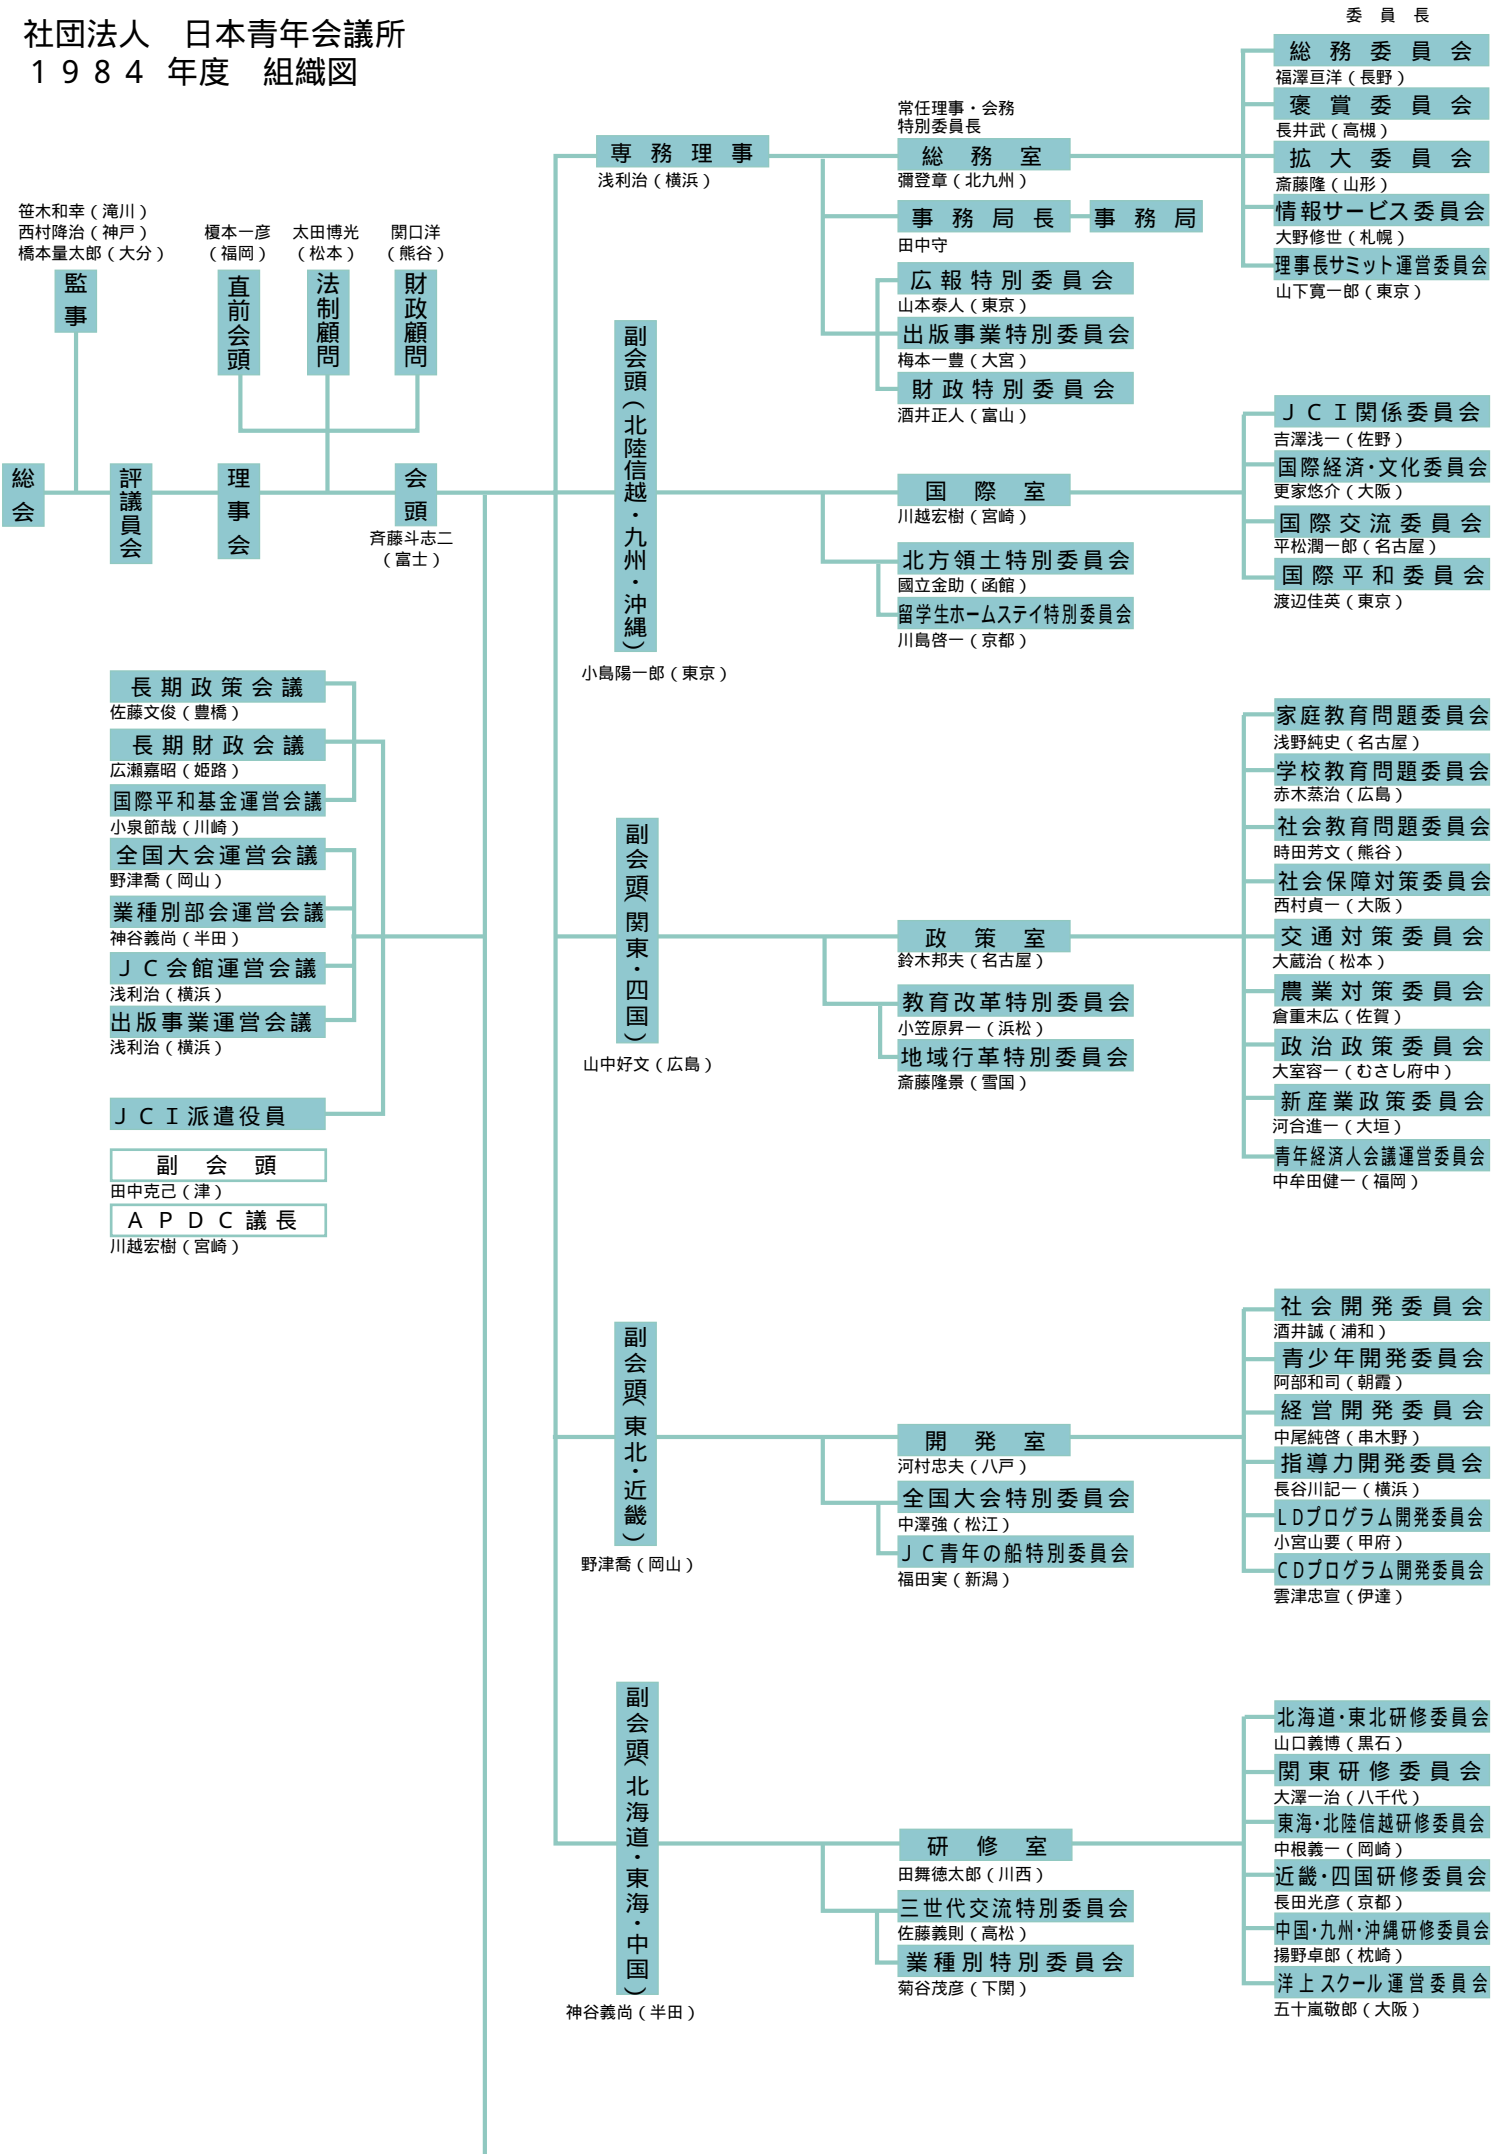 社団法人　日本青年会議所
１９８４ 年度　組織図
笹木和幸（滝川）
西村降治（神戸）
橋本量太郎（大分）
監事
榎本一彦
（福岡）
直前会頭
太田博光
（松本）
法制顧問
関口洋
（熊谷）
財政顧問
総会
評議員会
理事会
会頭
斉藤斗志二
（富士）
長期政策会議
佐藤文俊（豊橋）
長期財政会議
広瀬嘉昭（姫路）
国際平和基金運営会議
小泉節哉（川崎）
全国大会運営会議
野津喬（岡山）
業種別部会運営会議
神谷義尚（半田）
ＪＣ会館運営会議
浅利治（横浜）
出版事業運営会議
浅利治（横浜）
ＪＣＩ派遣役員
副会頭
田中克己（津）
ＡＰＤＣ議長
川越宏樹（宮崎）
専務理事
浅利治（横浜）
常任理事・会務
特別委員長
総務室
彌登章（北九州）
事務局長
事務局
田中守
広報特別委員会
山本泰人（東京）
出版事業特別委員会
梅本一豊（大宮）
財政特別委員会
酒井正人（富山）
委員長
総務委員会
福澤亘洋（長野）
褒賞委員会
長井武（高槻）
拡大委員会
斎藤隆（山形）
情報サービス委員会
大野修世（札幌）
理事長サミット運営委員会
山下寛一郎（東京）
副会頭（北陸信越・九州・沖縄）
小島陽一郎（東京）
国際室
川越宏樹（宮崎）
北方領土特別委員会
國立金助（函館）
留学生ホームステイ特別委員会
川島啓一（京都）
ＪＣＩ関係委員会
吉澤浅一（佐野）
国際経済・文化委員会
更家悠介（大阪）
国際交流委員会
平松潤一郎（名古屋）
国際平和委員会
渡辺佳英（東京）
副会頭（関東・四国）
山中好文（広島）
政策室
鈴木邦夫（名古屋）
教育改革特別委員会
小笠原昇一（浜松）
地域行革特別委員会
斎藤隆景（雪国）
家庭教育問題委員会
浅野純史（名古屋）
学校教育問題委員会
赤木蒸治（広島）
社会教育問題委員会
時田芳文（熊谷）
社会保障対策委員会
西村貞一（大阪）
交通対策委員会
大蔵治（松本）
農業対策委員会
倉重末広（佐賀）
政治政策委員会
大室容一（むさし府中）
新産業政策委員会
河合進一（大垣）
青年経済人会議運営委員会
中牟田健一（福岡）
副会頭（東北・近畿）
野津喬（岡山）
開発室
河村忠夫（八戸）
全国大会特別委員会
中澤強（松江）
ＪＣ青年の船特別委員会
福田実（新潟）
社会開発委員会
酒井誠（浦和）
青少年開発委員会
阿部和司（朝霞）
経営開発委員会
中尾純啓（串木野）
指導力開発委員会
長谷川記一（横浜）
ＬＤプログラム開発委員会
小宮山要（甲府）
ＣＤプログラム開発委員会
雲津忠宣（伊達）
副会頭（北海道・東海・中国）
神谷義尚（半田）
研修室
田舞徳太郎（川西）
三世代交流特別委員会
佐藤義則（高松）
業種別特別委員会
菊谷茂彦（下関）
北海道・東北研修委員会
山口義博（黒石）
関東研修委員会
大澤一治（八千代）
東海・北陸信越研修委員会
中根義一（岡崎）
近畿・四国研修委員会
長田光彦（京都）
中国・九州・沖縄研修委員会
揚野卓郎（枕崎）
洋上スクール運営委員会
五十嵐敬郎（大阪）